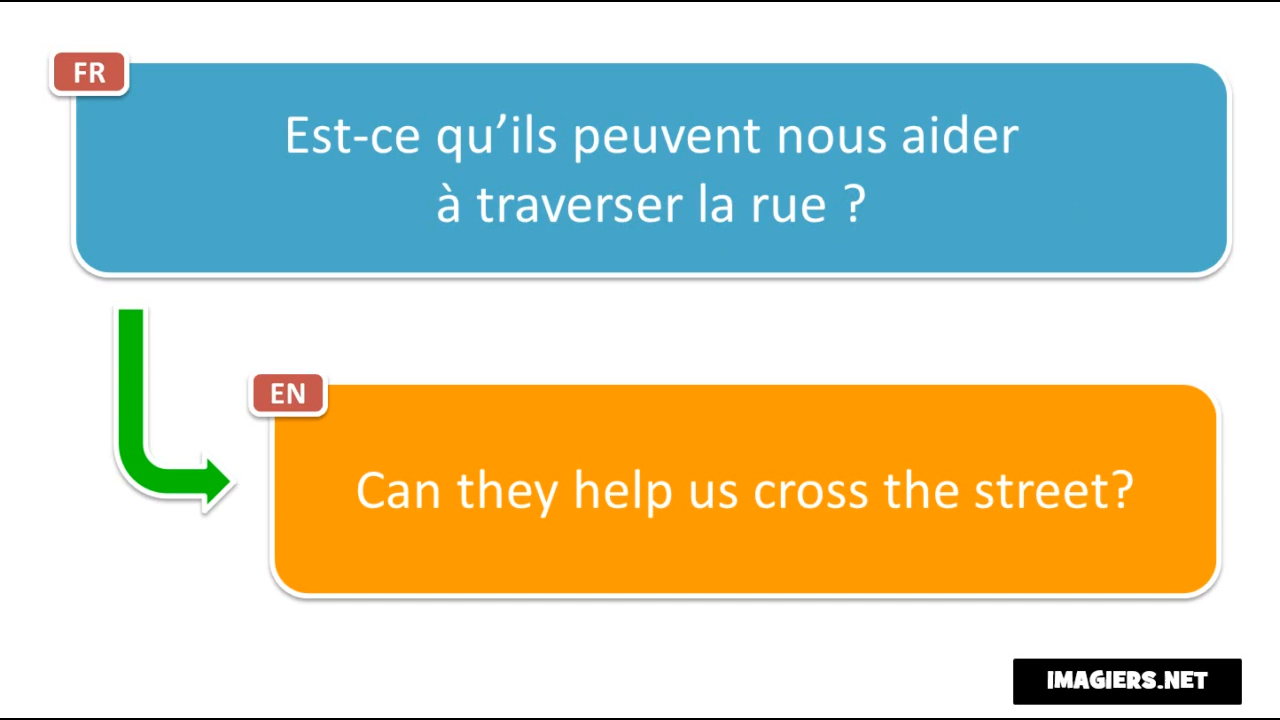 FR
Est-ce qu’ils peuvent nous aider
à traverser la rue ?
EN
Can they help us cross the street?
IMAGIERS.NET